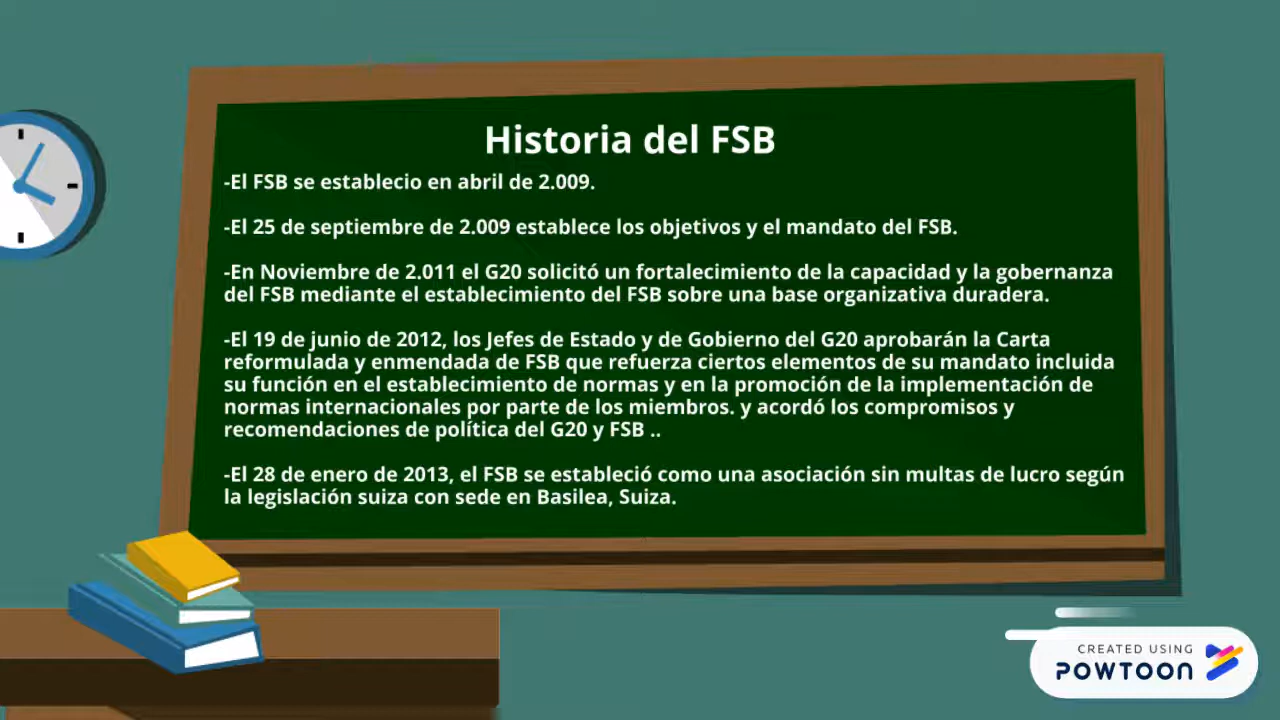 Historia del FSB
-El FSB se establecio en abril de 2.009.
-El 25 de septiembre de 2.009 establece los objetivos y el mandato del FSB.
-En Noviembre de 2.011 el G20 solicitó un fortalecimiento de la capacidad y la gobernanza
del FSB mediante el establecimiento del FSB sobre una base organizativa duradera.
-El 19 de junio de 2012, los Jefes de Estado y de Gobierno del G20 aprobarán la Carta
reformulada y enmendada de FSB que refuerza ciertos elementos de su mandato incluida
su función en el establecimiento de normas y en la promoción de la implementación de
normas internacionales por parte de los miembros. y acordó los compromisos y
recomendaciones de política del G20 y FSB ..
-El 28 de enero de 2013, el FSB se estableció como una asociación sin multas de lucro según
la legislación suiza con sede en Basilea, Suiza.
CREATED USING
POWTOON